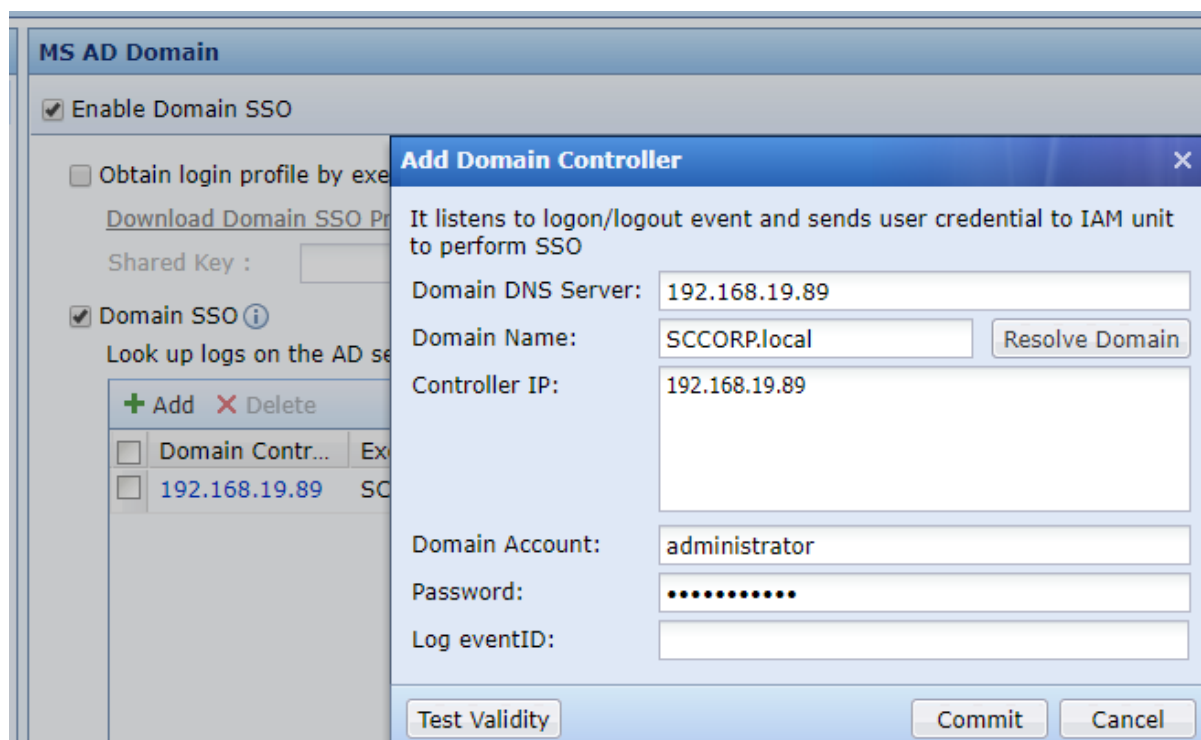 MS AD Domain
Enable Domain SSO
Obtain login profile by exe
Download Domain SSO Pr
Shared Key :
Domain SSO
Look up logs on the AD se
Add Delete
Domain Contr... Ex
192.168.19.89 SC
Add Domain Controller
It listens to logon/logout event and sends user credential to IAM unit
to perform SSO
Domain DNS Server: 192.168.19.89
Domain Name: SCCORP.local Resolve Domain
Controller IP: 192.168.19.89
Domain Account: administrator
Password: •••••••••••
Log eventID:
Test Validity Commit Cancel